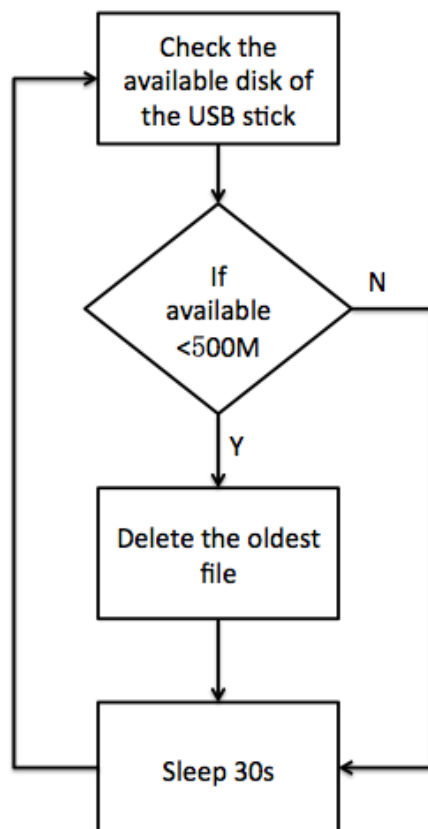 Check the
available disk of
the USB stick
If
available
<500M
N
Y
Delete the oldest
file
Sleep 30s